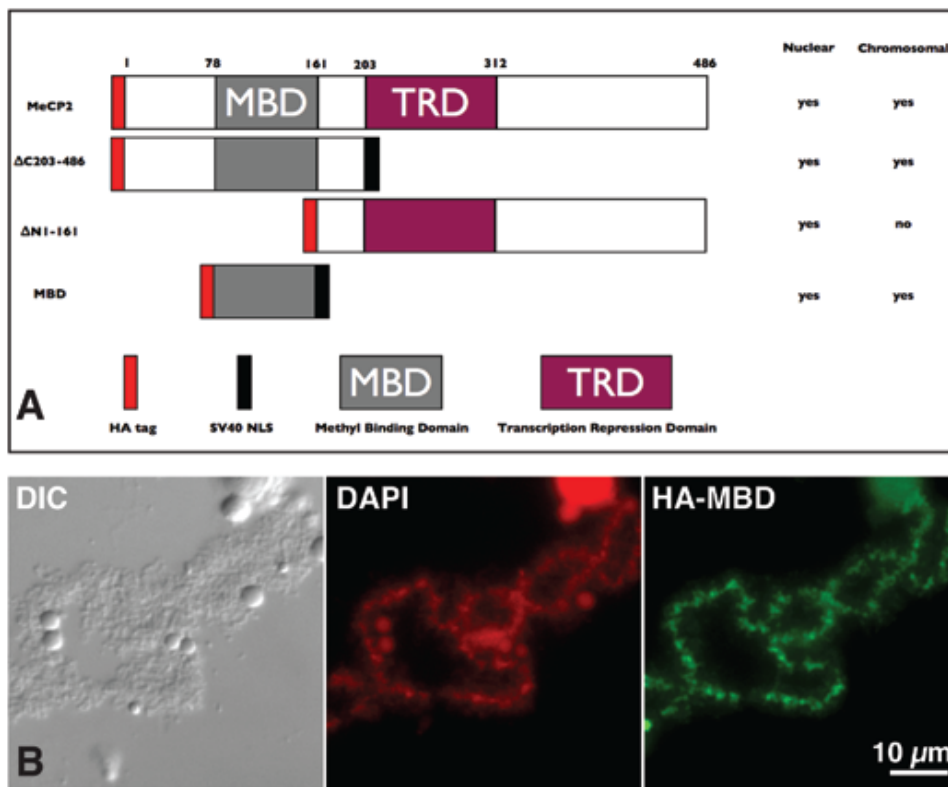 Nuclear Chromosomal
1 78 161 203 312 486
MeCP2 MBD TRD yes yes
ΔC203-486 yes yes
ΔN1-161 yes no
MBD yes yes
MBD TRD
A HA tag SV40 NLS Methyl Binding Domain Transcription Repression Domain
DIC DAPI HA-MBD
B 10 µm